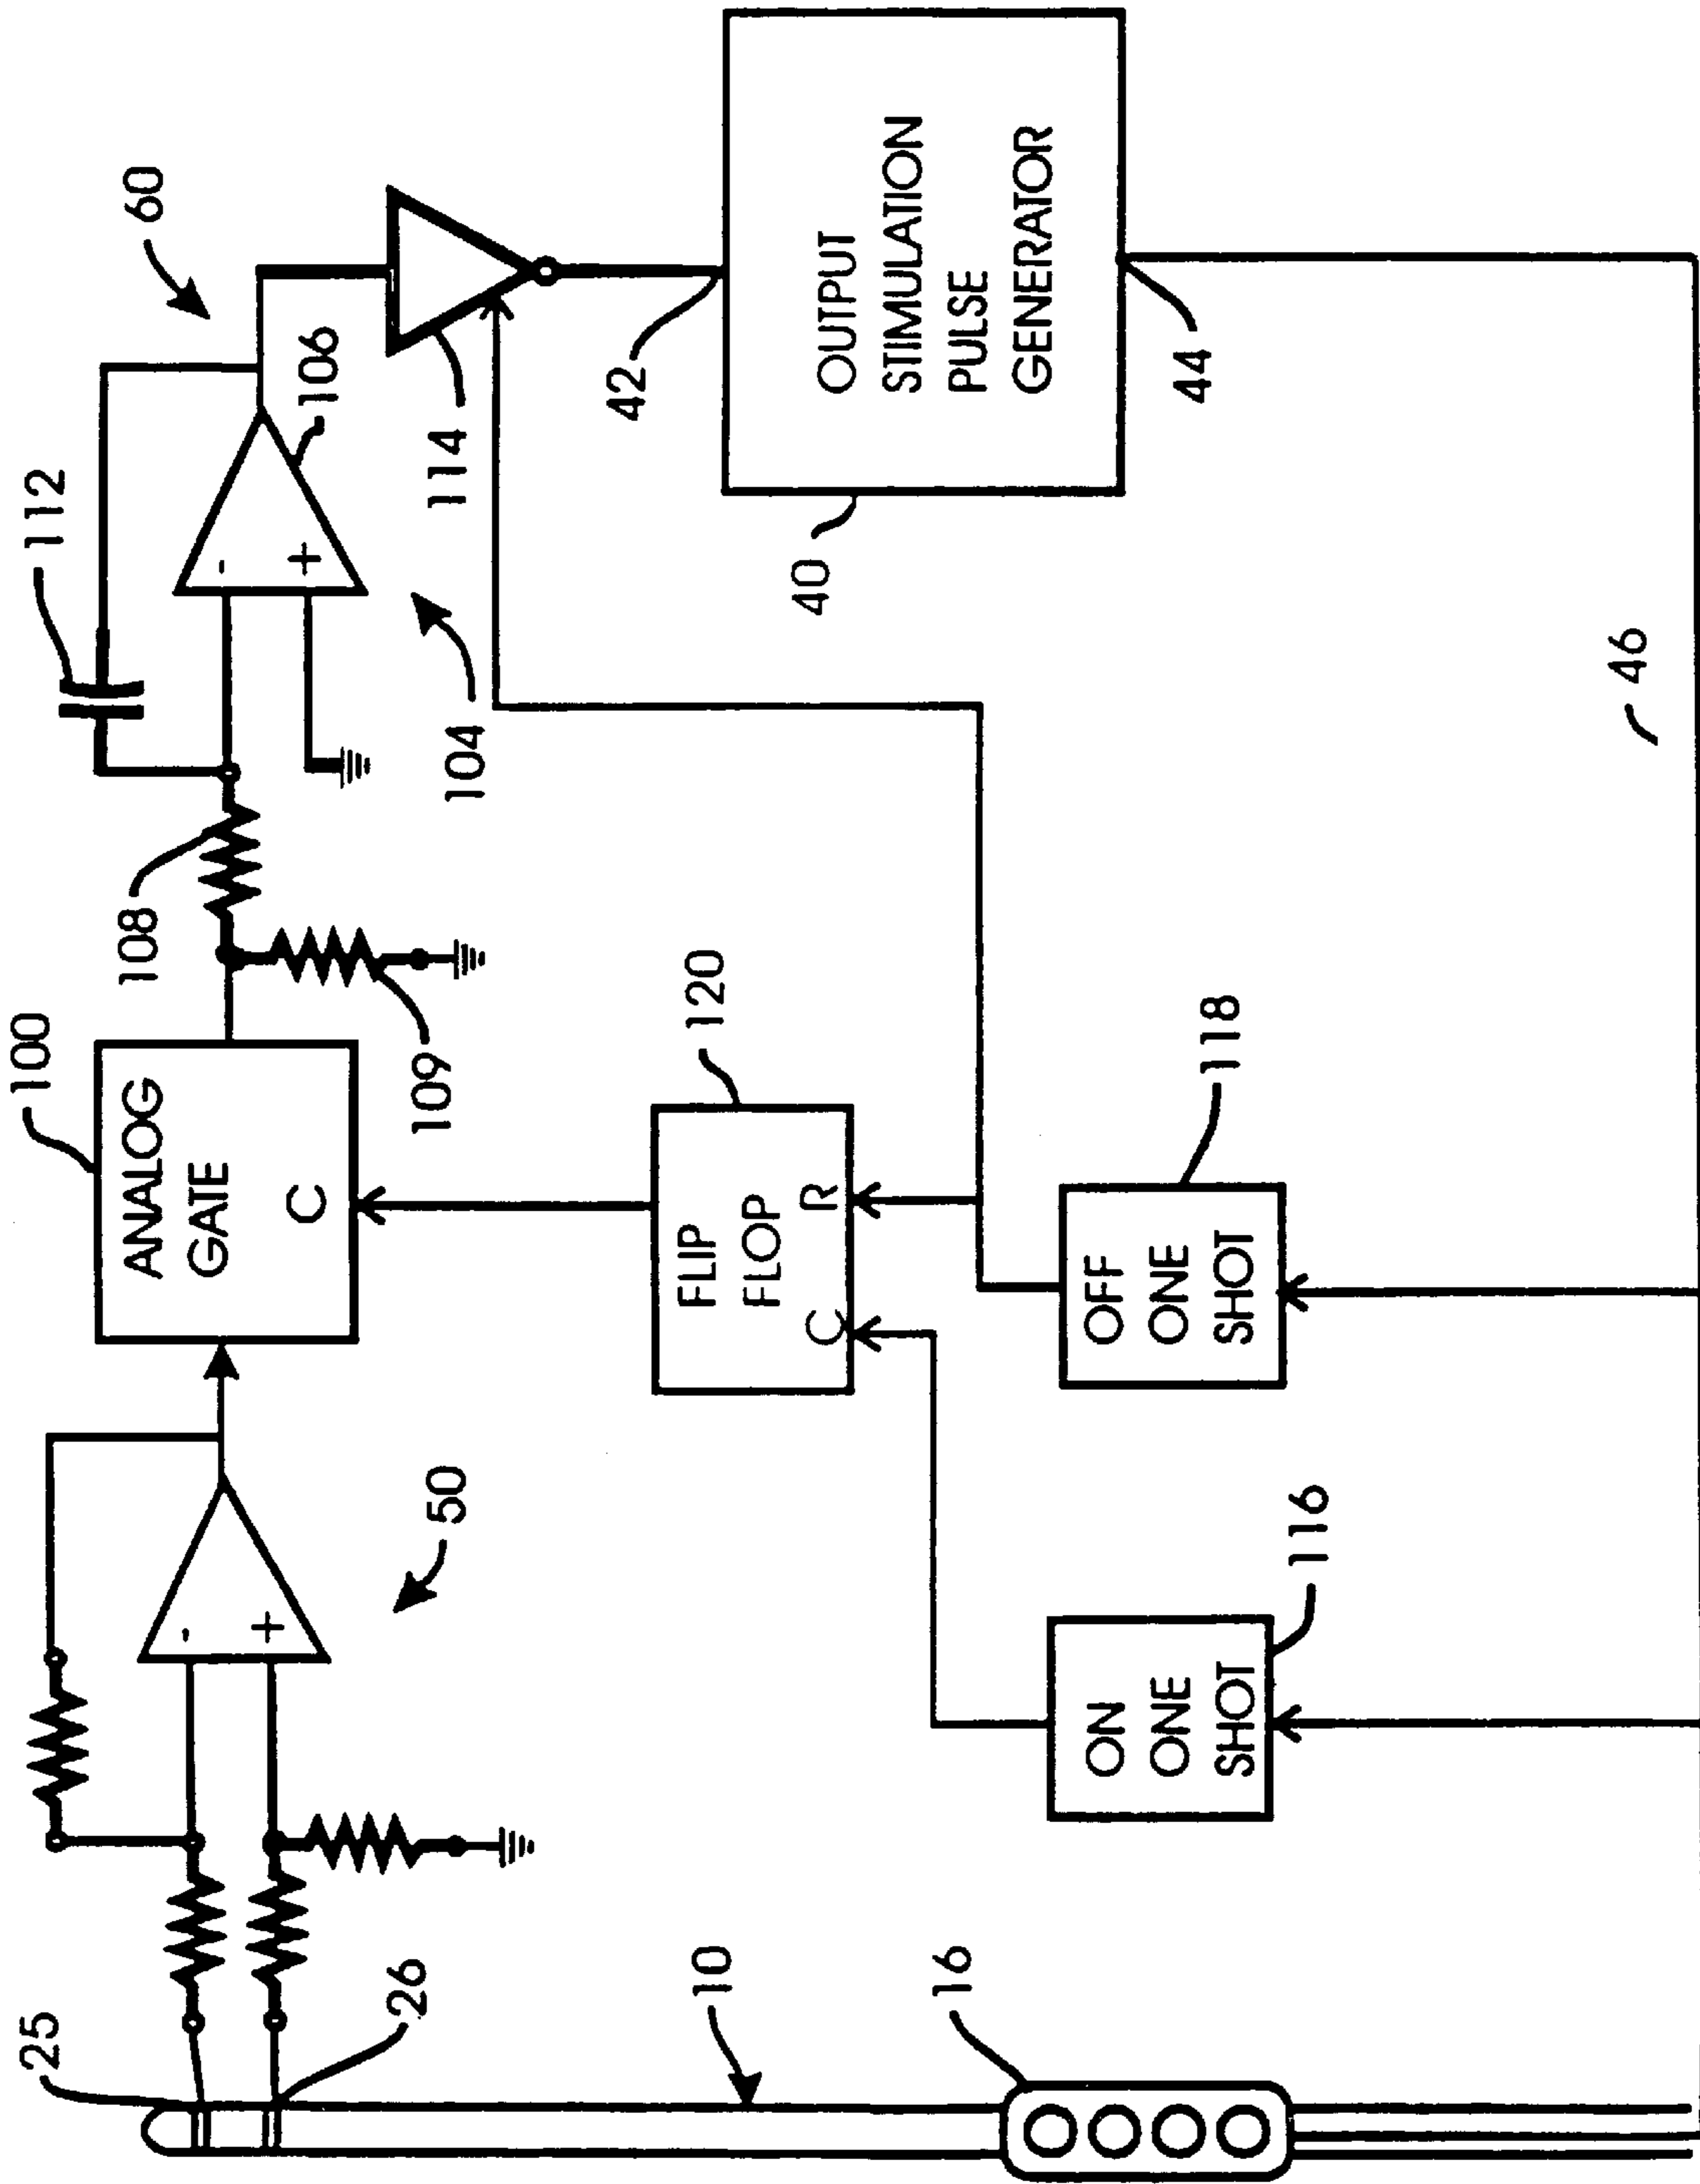 60
112
106
100
108
109
104
114
42
OUTPUT
STIMULATION
PULSE
GENERATOR
40
44
46
-
+
ANALOG
GATE
C
50
-
+
120
FLIP
FLOP
C
R
118
OFF
ONE
SHOT
116
ON
ONE
SHOT
25
26
10
16